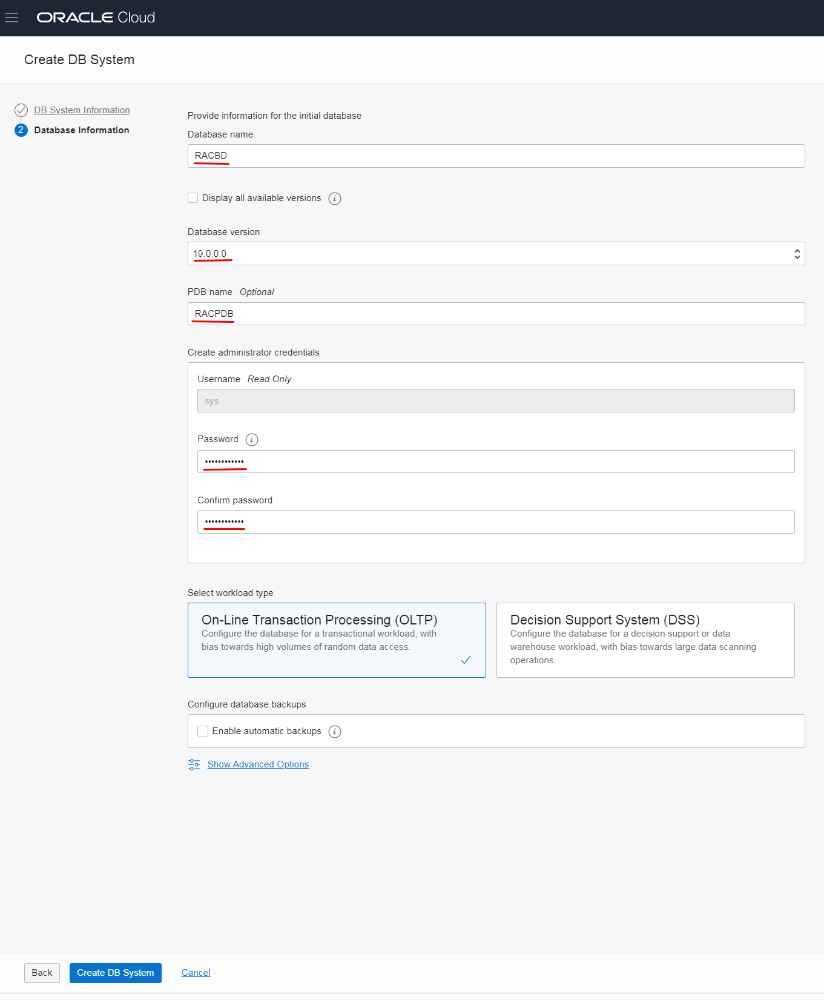 ORACLE Cloud
Create DB System
DB System Information
2 Database Information
Provide information for the initial database
Database name
RACBD
Display all available versions
Database version
19.0.0.0
PDB name Optional
RACPDB
Create administrator credentials
Username Read Only
sys
Password
••••••••••••
Confirm password
••••••••••••
Select workload type
On-Line Transaction Processing (OLTP)
Configure the database for a transactional workload, with
bias towards high volumes of random data access.
Decision Support System (DSS)
Configure the database for a decision support or data
warehouse workload, with bias towards large data scanning
operations.
Configure database backups
Enable automatic backups
Show Advanced Options
Back Create DB System Cancel